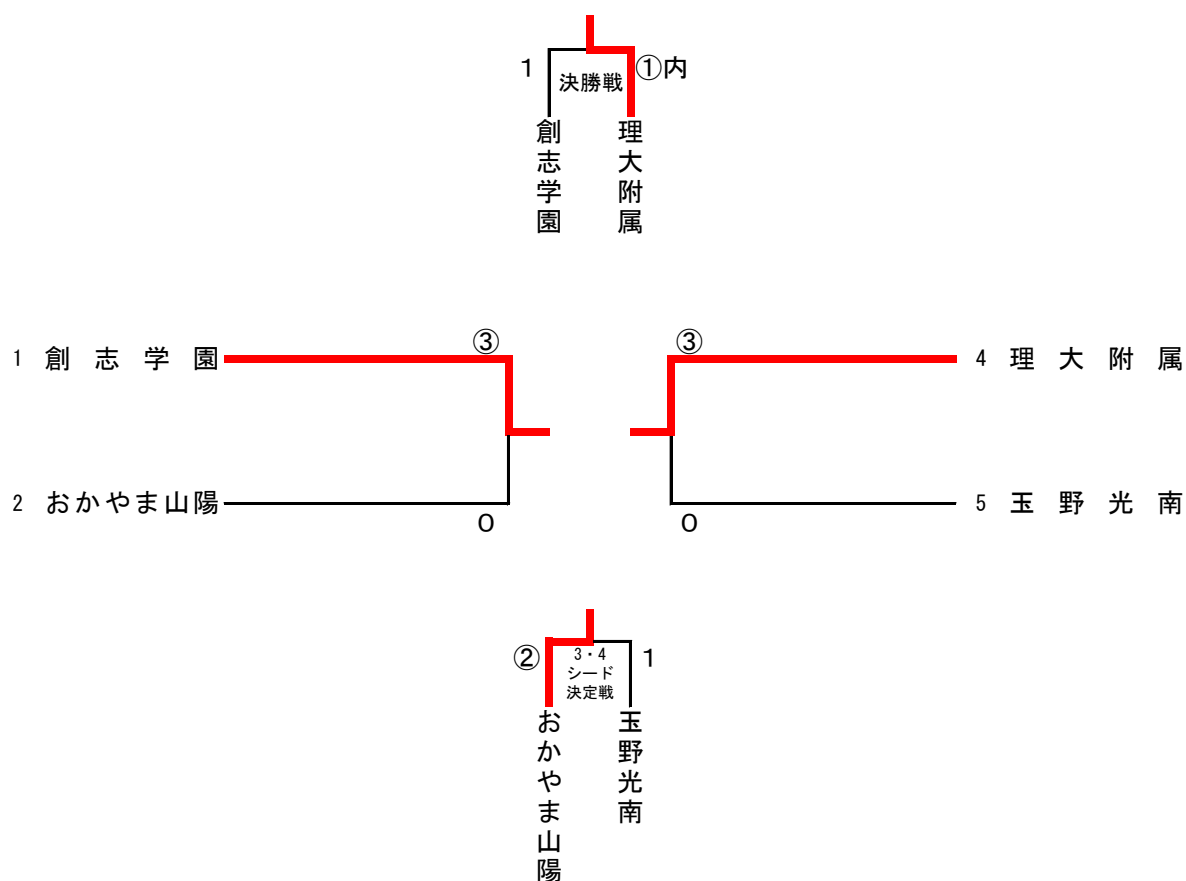 1
①内
決勝戦
創志学園
理大附属
③
③
1 創志学園
4 理大附属
2 おかやま山陽
5 玉野光南
0
0
②
3・4
シード
決定戦
1
おかやま山陽
玉野光南